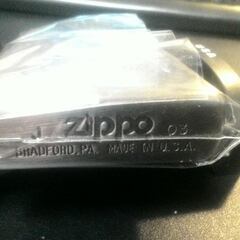 J Zippo 03
BRADFORD, PA. MADE IN U.S.A.